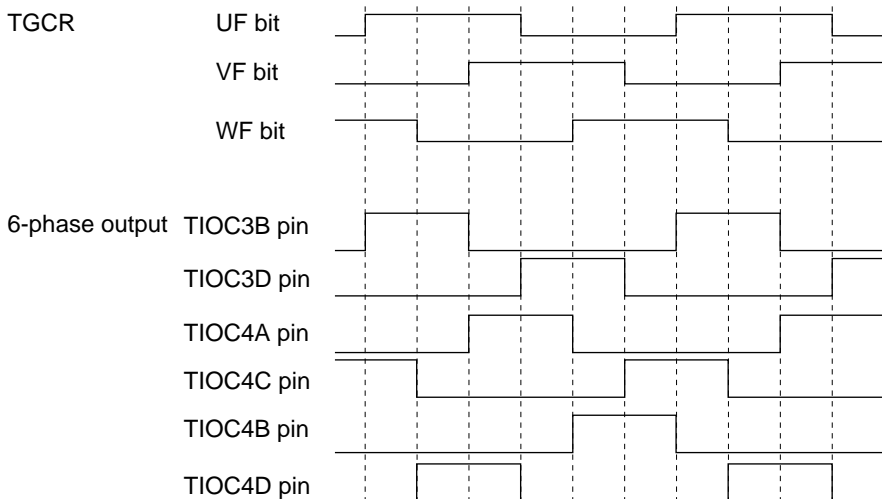 TGCR UF bit
VF bit
WF bit
6-phase output TIOC3B pin
TIOC3D pin
TIOC4A pin
TIOC4C pin
TIOC4B pin
TIOC4D pin